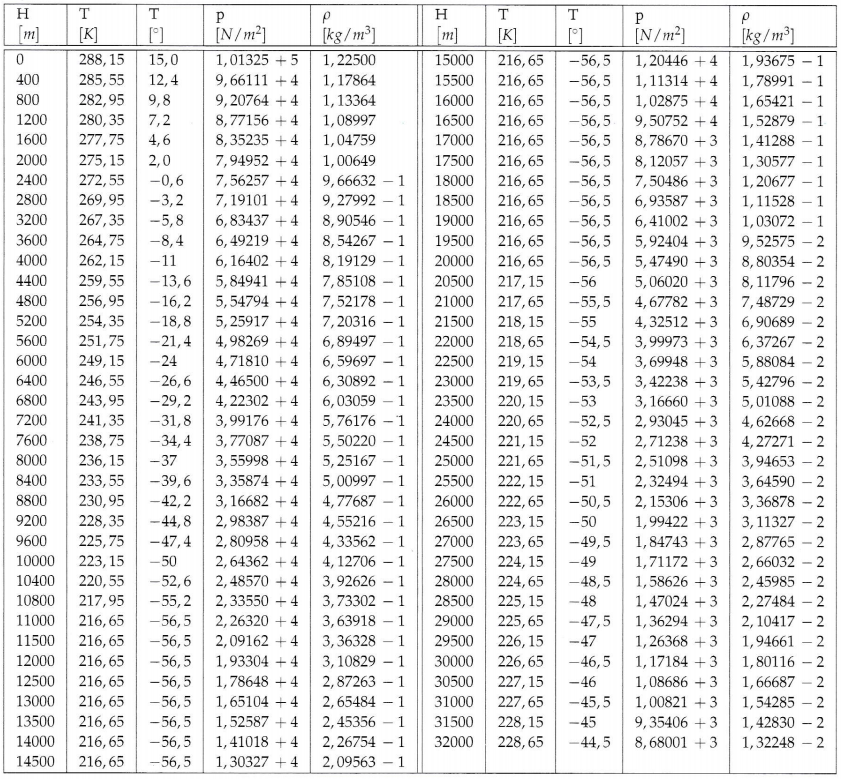 H T T p ρ H T T p ρ
[m] [K] [°] [N/m²] [kg/m³] [m] [K] [°] [N/m²] [kg/m³]
0 288,15 15,0 1,01325 +5 1,22500 15000 216,65 −56,5 1,20446 +4 1,93675 −1
400 285,55 12,4 9,66111 +4 1,17864 15500 216,65 −56,5 1,11314 +4 1,78991 −1
800 282,95 9,8 9,20764 +4 1,13364 16000 216,65 −56,5 1,02875 +4 1,65421 −1
1200 280,35 7,2 8,77156 +4 1,08997 16500 216,65 −56,5 9,50752 +4 1,52879 −1
1600 277,75 4,6 8,35235 +4 1,04759 17000 216,65 −56,5 8,78670 +3 1,41288 −1
2000 275,15 2,0 7,94952 +4 1,00649 17500 216,65 −56,5 8,12057 +3 1,30577 −1
2400 272,55 −0,6 7,56257 +4 9,66632 −1 18000 216,65 −56,5 7,50486 +3 1,20677 −1
2800 269,95 −3,2 7,19101 +4 9,27992 −1 18500 216,65 −56,5 6,93587 +3 1,11528 −1
3200 267,35 −5,8 6,83437 +4 8,90546 −1 19000 216,65 −56,5 6,41002 +3 1,03072 −1
3600 264,75 −8,4 6,49219 +4 8,54267 −1 19500 216,65 −56,5 5,92404 +3 9,52575 −2
4000 262,15 −11 6,16402 +4 8,19129 −1 20000 216,65 −56,5 5,47490 +3 8,80354 −2
4400 259,55 −13,6 5,84941 +4 7,85108 −1 20500 217,15 −56 5,06020 +3 8,11796 −2
4800 256,95 −16,2 5,54794 +4 7,52178 −1 21000 217,65 −55,5 4,67782 +3 7,48729 −2
5200 254,35 −18,8 5,25917 +4 7,20316 −1 21500 218,15 −55 4,32512 +3 6,90689 −2
5600 251,75 −21,4 4,98269 +4 6,89497 −1 22000 218,65 −54,5 3,99973 +3 6,37267 −2
6000 249,15 −24 4,71810 +4 6,59697 −1 22500 219,15 −54 3,69948 +3 5,88084 −2
6400 246,55 −26,6 4,46500 +4 6,30892 −1 23000 219,65 −53,5 3,42238 +3 5,42796 −2
6800 243,95 −29,2 4,22302 +4 6,03059 −1 23500 220,15 −53 3,16660 +3 5,01088 −2
7200 241,35 −31,8 3,99176 +4 5,76176 −1 24000 220,65 −52,5 2,93045 +3 4,62668 −2
7600 238,75 −34,4 3,77087 +4 5,50220 −1 24500 221,15 −52 2,71238 +3 4,27271 −2
8000 236,15 −37 3,55998 +4 5,25167 −1 25000 221,65 −51,5 2,51098 +3 3,94653 −2
8400 233,55 −39,6 3,35874 +4 5,00997 −1 25500 222,15 −51 2,32494 +3 3,64590 −2
8800 230,95 −42,2 3,16682 +4 4,77687 −1 26000 222,65 −50,5 2,15306 +3 3,36878 −2
9200 228,35 −44,8 2,98387 +4 4,55216 −1 26500 223,15 −50 1,99422 +3 3,11327 −2
9600 225,75 −47,4 2,80958 +4 4,33562 −1 27000 223,65 −49,5 1,84743 +3 2,87765 −2
10000 223,15 −50 2,64362 +4 4,12706 −1 27500 224,15 −49 1,71172 +3 2,66032 −2
10400 220,55 −52,6 2,48570 +4 3,92626 −1 28000 224,65 −48,5 1,58626 +3 2,45985 −2
10800 217,95 −55,2 2,33550 +4 3,73302 −1 28500 225,15 −48 1,47024 +3 2,27484 −2
11000 216,65 −56,5 2,26320 +4 3,63918 −1 29000 225,65 −47,5 1,36294 +3 2,10417 −2
11500 216,65 −56,5 2,09162 +4 3,36328 −1 29500 226,15 −47 1,26368 +3 1,94661 −2
12000 216,65 −56,5 1,93304 +4 3,10829 −1 30000 226,65 −46,5 1,17184 +3 1,80116 −2
12500 216,65 −56,5 1,78648 +4 2,87263 −1 30500 227,15 −46 1,08686 +3 1,66687 −2
13000 216,65 −56,5 1,65104 +4 2,65484 −1 31000 227,65 −45,5 1,00821 +3 1,54285 −2
13500 216,65 −56,5 1,52587 +4 2,45356 −1 31500 228,15 −45 9,35406 +3 1,42830 −2
14000 216,65 −56,5 1,41018 +4 2,26754 −1 32000 228,65 −44,5 8,68001 +3 1,32248 −2
14500 216,65 −56,5 1,30327 +4 2,09563 −1